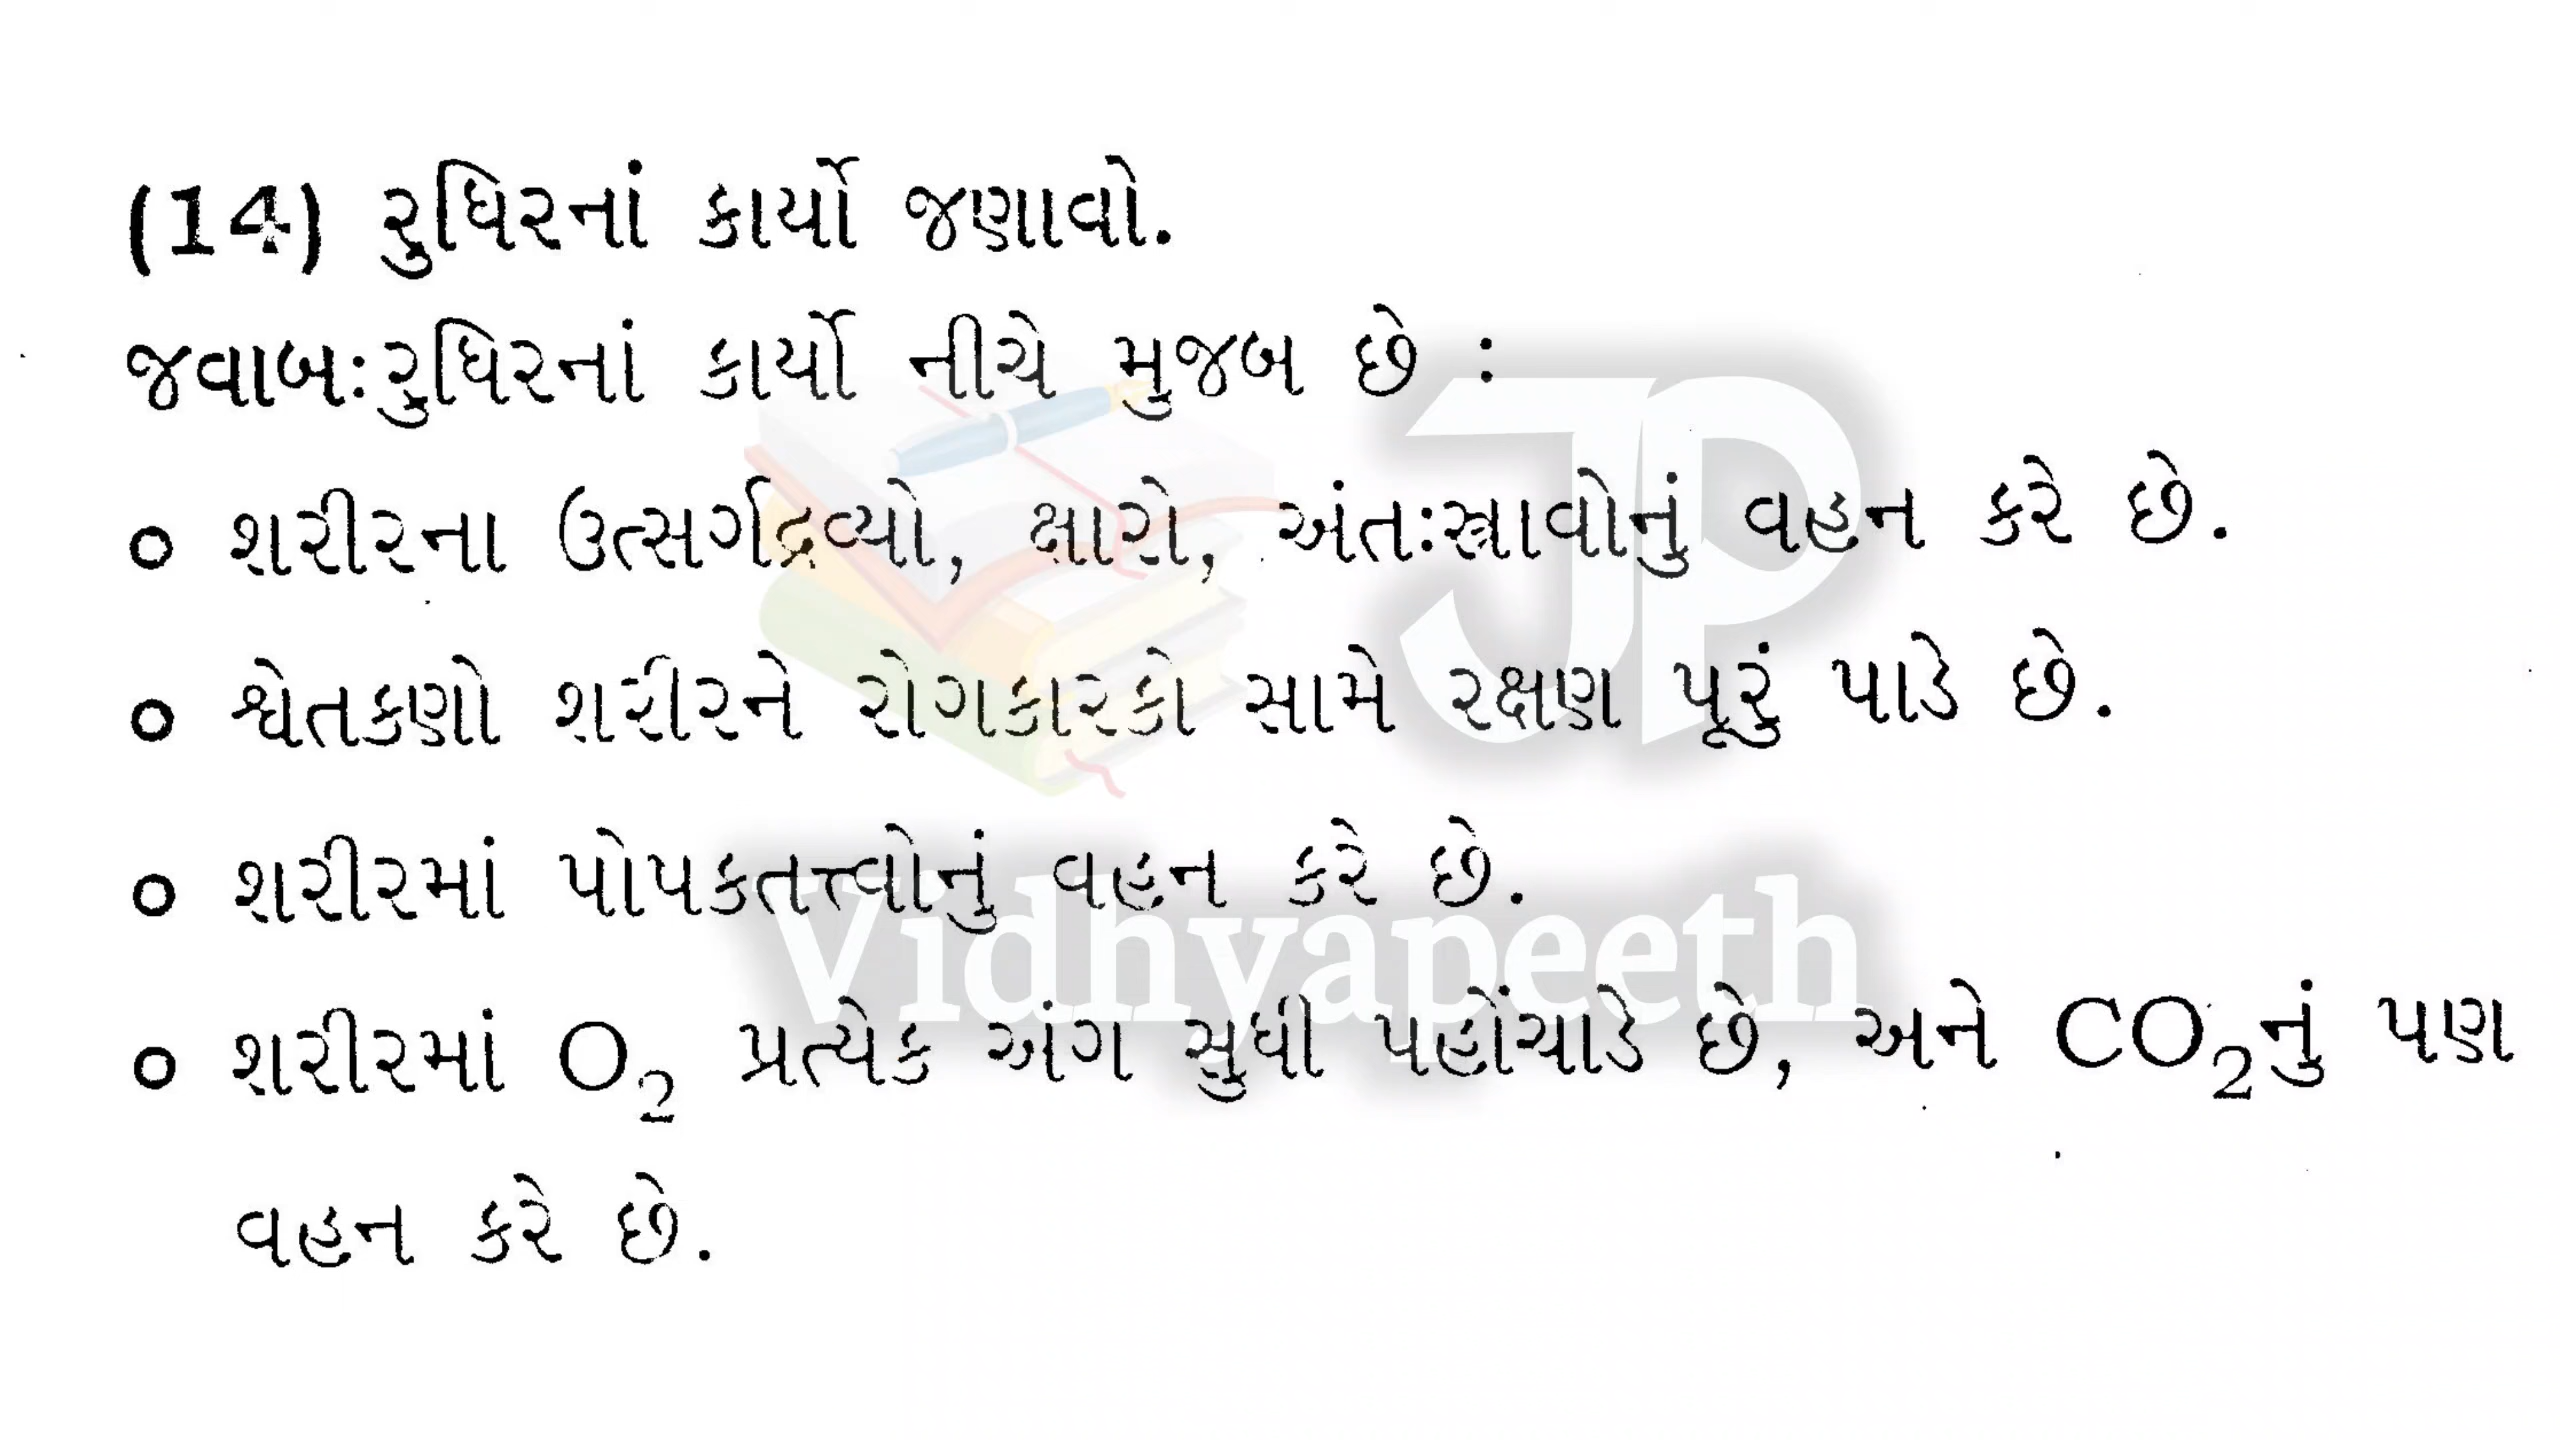 (14) રુધિરનાં કાર્યો જણાવો.
જવાબઃરુધિરનાં કાર્યો નીચે મુજબ છે :
o શરીરના ઉત્સર્ગદ્રવ્યો, ક્ષારો, અંતઃસ્ત્રાવોનું વહન કરે છે.
o શ્વેતકણો શરીરને રોગકારકો સામે રક્ષણ પૂરું પાડે છે.
o શરીરમાં પોષકતત્ત્વોનું વહન કરે છે.
o શરીરમાં O₂ પ્રત્યેક અંગ સુધી પહોંચાડે છે, અને CO₂નું પણ
વહન કરે છે.
JP
Vidhyapeeth